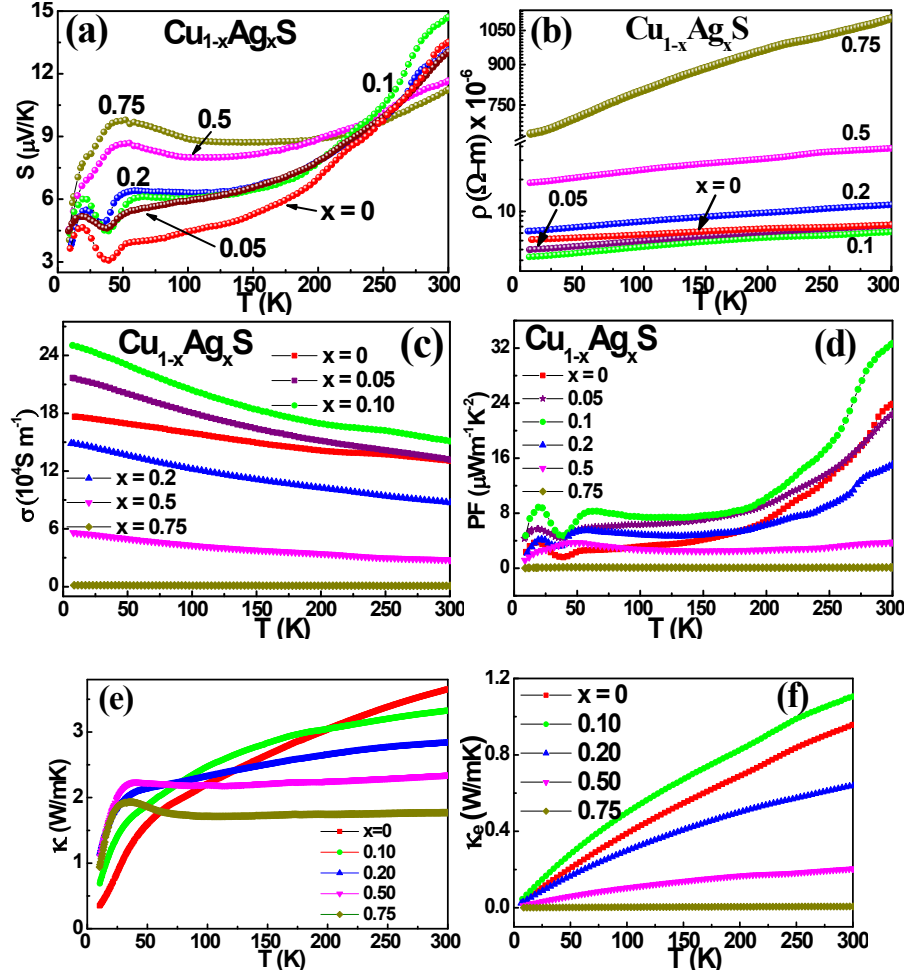 (a)
Cu1-xAgxS
S (μV/K)
15
12
9
6
3
0.75
0.5
0.2
0.1
x = 0
0.05
0 50 100 150 200 250 300
T (K)
(b)
Cu1-xAgxS
ρ (Ω–m) x 10-6
1050
900
750
10
0.75
0.5
0.2
0.05
x = 0
0.1
0 50 100 150 200 250 300
T (K)
Cu1-xAgxS
(c)
σ (10⁴S m⁻¹)
24
18
12
6
0
x = 0
x = 0.05
x = 0.10
x = 0.2
x = 0.5
x = 0.75
0 50 100 150 200 250 300
T (K)
Cu1-xAgxS
(d)
PF (μWm⁻¹K⁻²)
32
24
16
8
0
x = 0
0.05
0.1
0.2
0.5
0.75
0 50 100 150 200 250 300
T (K)
(e)
κ (W/mK)
3
2
1
0
x=0
0.10
0.20
0.50
0.75
0 50 100 150 200 250 300
T (K)
(f)
κe (W/mK)
1.2
0.8
0.4
0.0
x = 0
0.10
0.20
0.50
0.75
0 50 100 150 200 250 300
T (K)